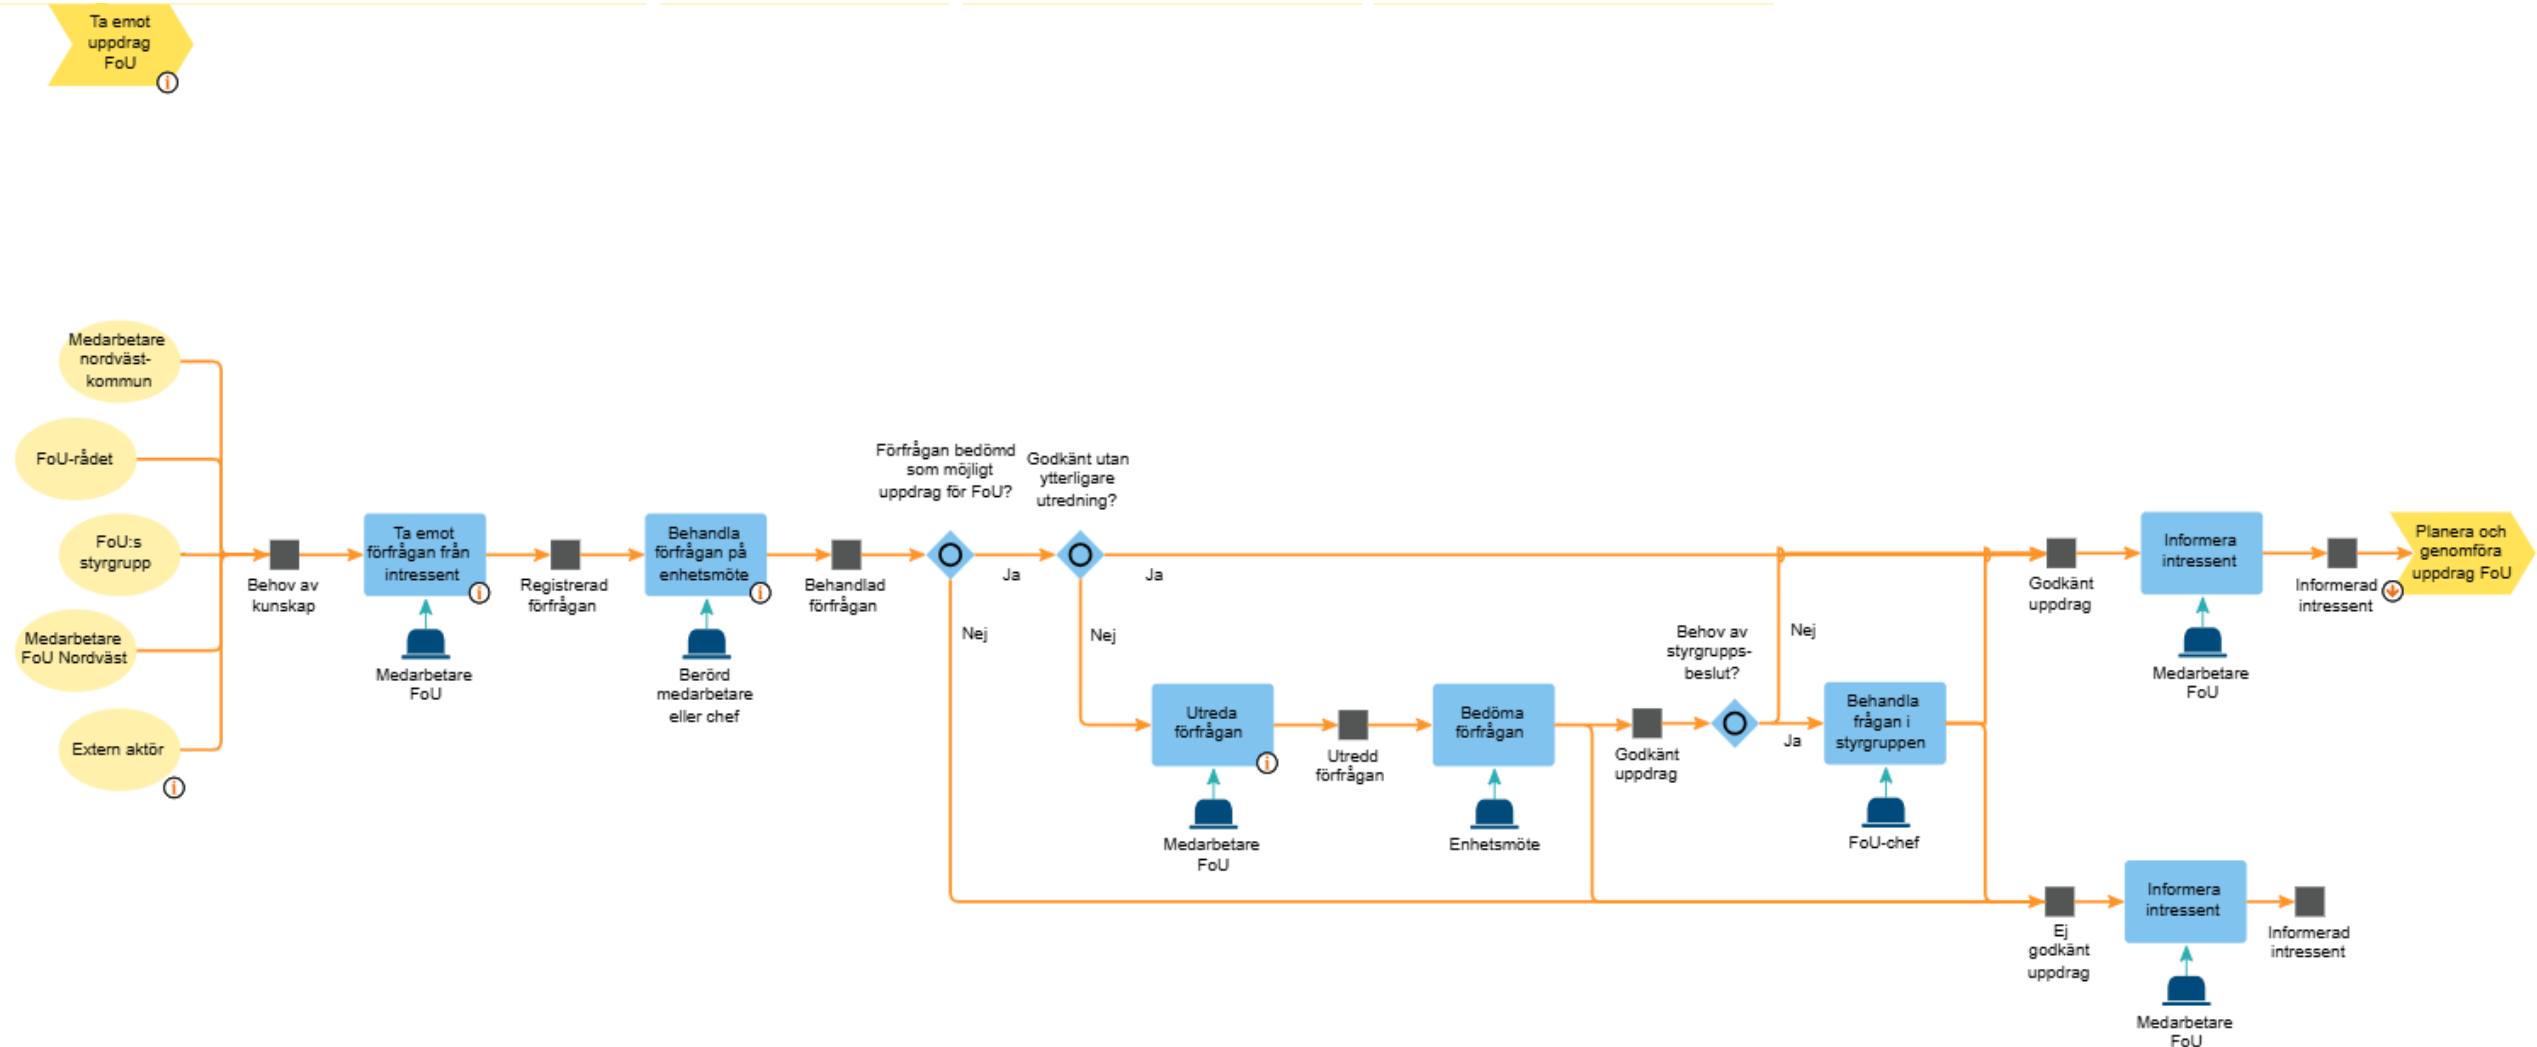 Ta emot
uppdrag
FoU
Medarbetare
nordväst-
kommun
FoU-rådet
FoU:s
styrgrupp
Medarbetare
FoU Nordväst
Extern aktör
Behov av
kunskap
Ta emot
förfrågan från
intressent
Medarbetare
FoU
Registrerad
förfrågan
Behandla
förfrågan på
enhetsmöte
Berörd
medarbetare
eller chef
Behandlad
förfrågan
Förfrågan bedömd
som möjligt
uppdrag för FoU?
Ja
Nej
Godkänt utan
ytterligare
utredning?
Ja
Nej
Utreda
förfrågan
Medarbetare
FoU
Utredd
förfrågan
Bedöma
förfrågan
Enhetsmöte
Godkänt
uppdrag
Behov av
styrgrupps-
beslut?
Nej
Ja
Behandla
frågan i
styrgruppen
FoU-chef
Godkänt
uppdrag
Informera
intressent
Medarbetare
FoU
Informerad
intressent
Planera och
genomföra
uppdrag FoU
Ej
godkänt
uppdrag
Informera
intressent
Medarbetare
FoU
Informerad
intressent